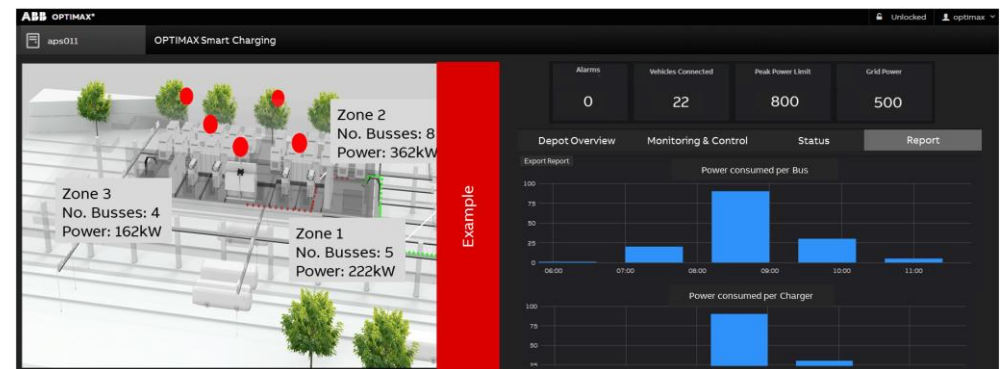 ABB OPTIMAX®
Unlocked
optimax
aps011
OPTIMAX Smart Charging
Zone 2
No. Busses: 8
Power: 362kW
Zone 3
No. Busses: 4
Power: 162kW
Zone 1
No. Busses: 5
Power: 222kW
Example
Alarms
0
Vehicles Connected
22
Peak Power Limit
800
Grid Power
500
Depot Overview
Monitoring & Control
Status
Report
Export Report
Power consumed per Bus
100
75
50
25
0
06:00 07:00 08:00 09:00 10:00 11:00
Power consumed per Charger
100
75
50